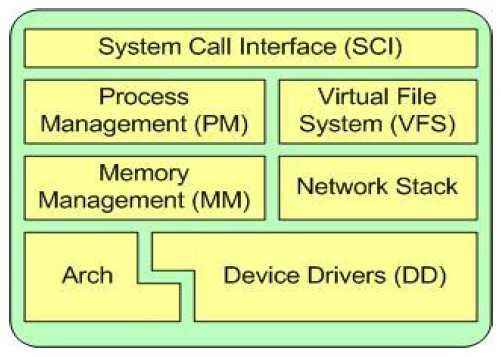 System Call Interface (SCI)
Process
Management (PM)
Virtual File
System (VFS)
Memory
Management (MM)
Network Stack
Arch
Device Drivers (DD)